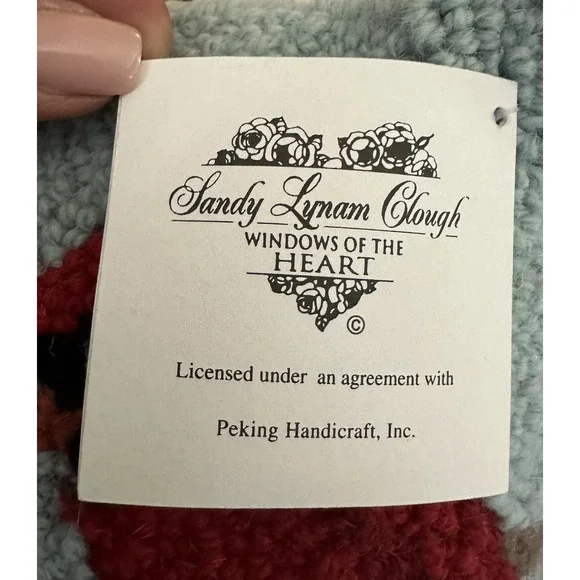 Sandy Lynam Clough
WINDOWS OF THE
HEART
©
Licensed under an agreement with
Peking Handicraft, Inc.